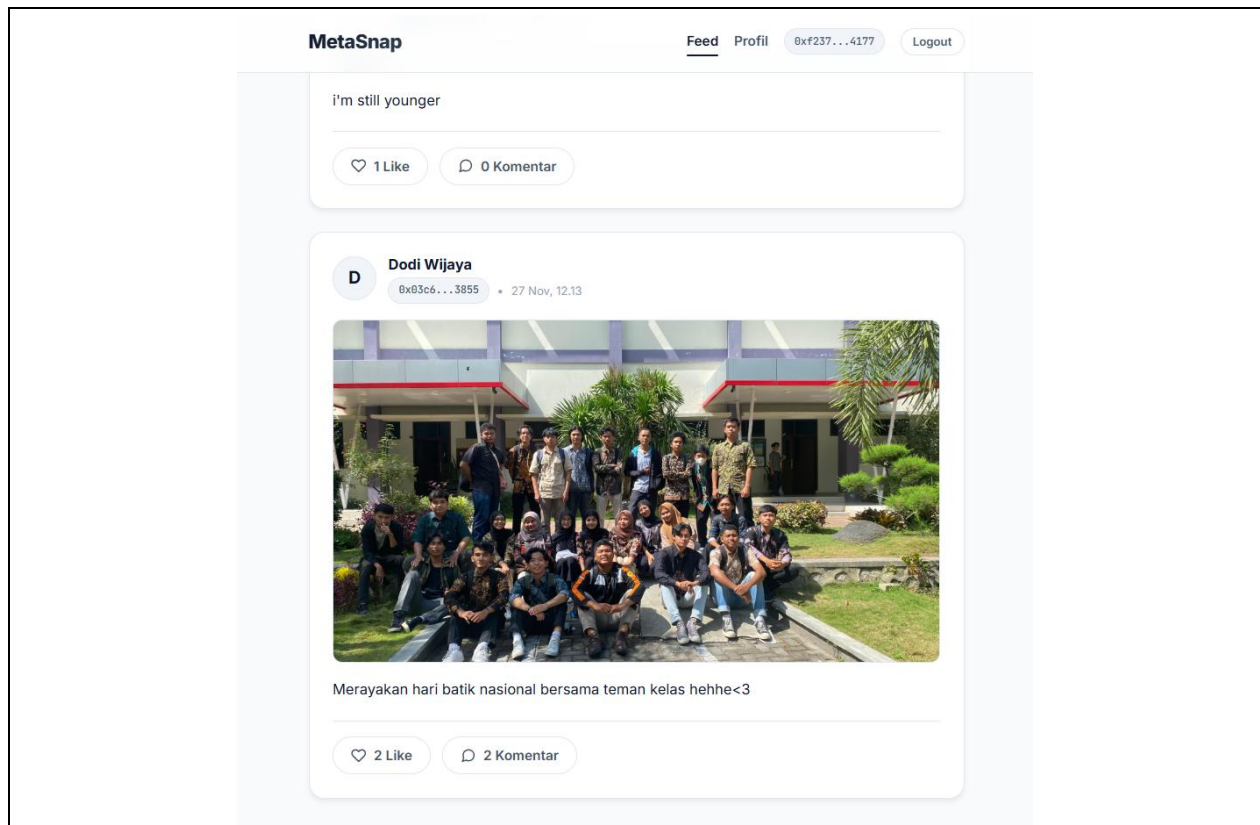 MetaSnap
Feed Profil 0xf237...4177 Logout
i'm still younger
1 Like 0 Komentar
D
Dodi Wijaya
0x03c6...3855 • 27 Nov, 12.13
Merayakan hari batik nasional bersama teman kelas hehhe<3
2 Like 2 Komentar